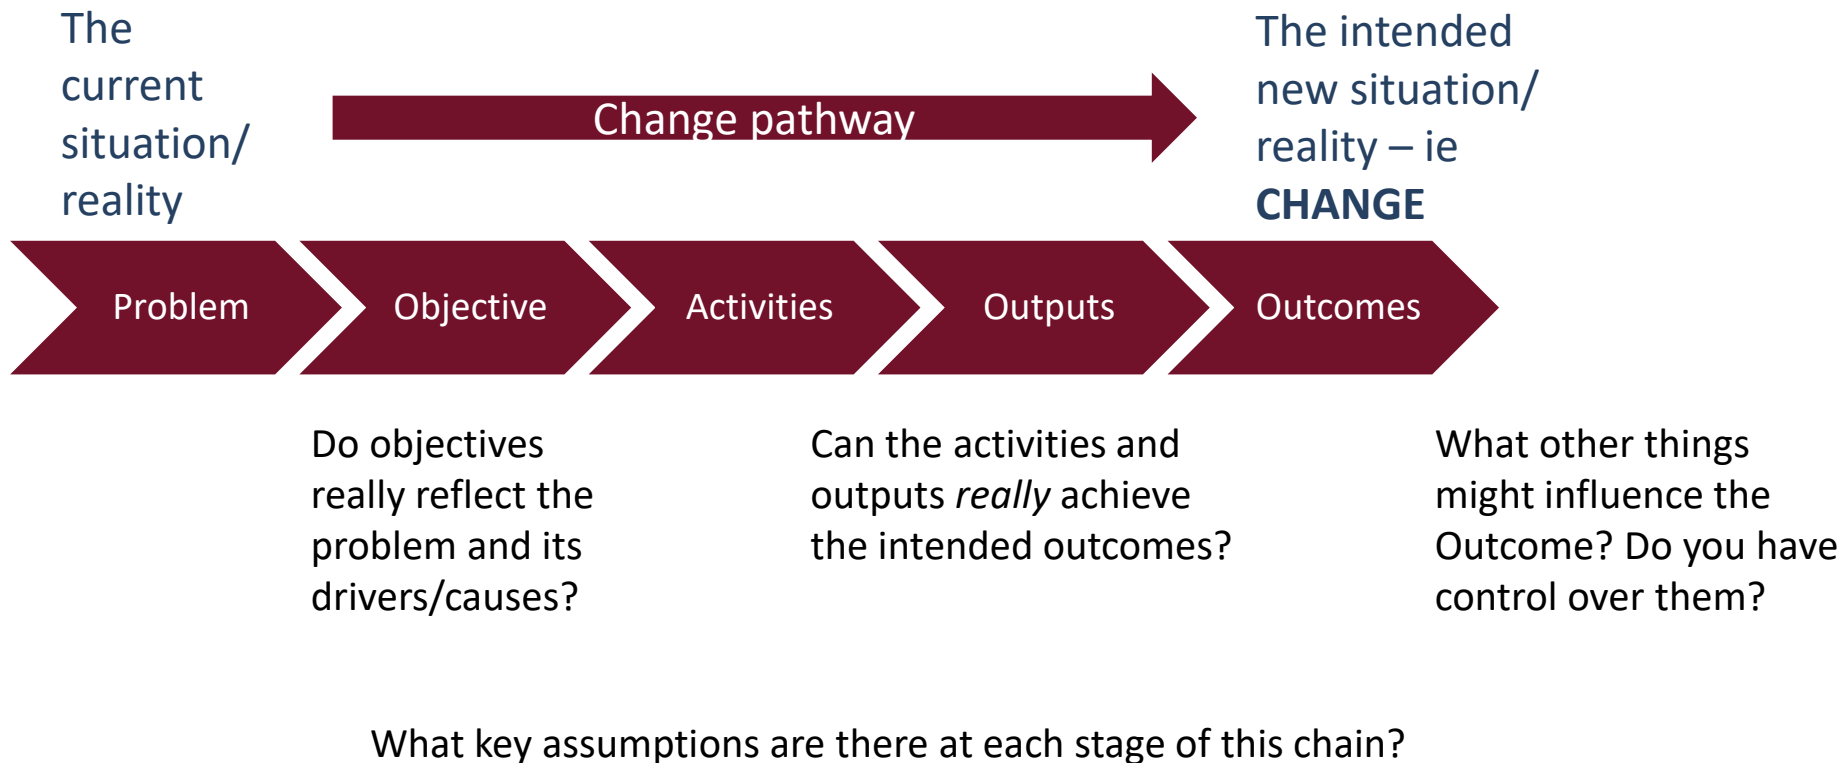 The
current
situation/
reality
Change pathway
The intended
new situation/
reality – ie
CHANGE
Problem
Objective
Activities
Outputs
Outcomes
Do objectives
really reflect the
problem and its
drivers/causes?
Can the activities and
outputs really achieve
the intended outcomes?
What other things
might influence the
Outcome? Do you have
control over them?
What key assumptions are there at each stage of this chain?